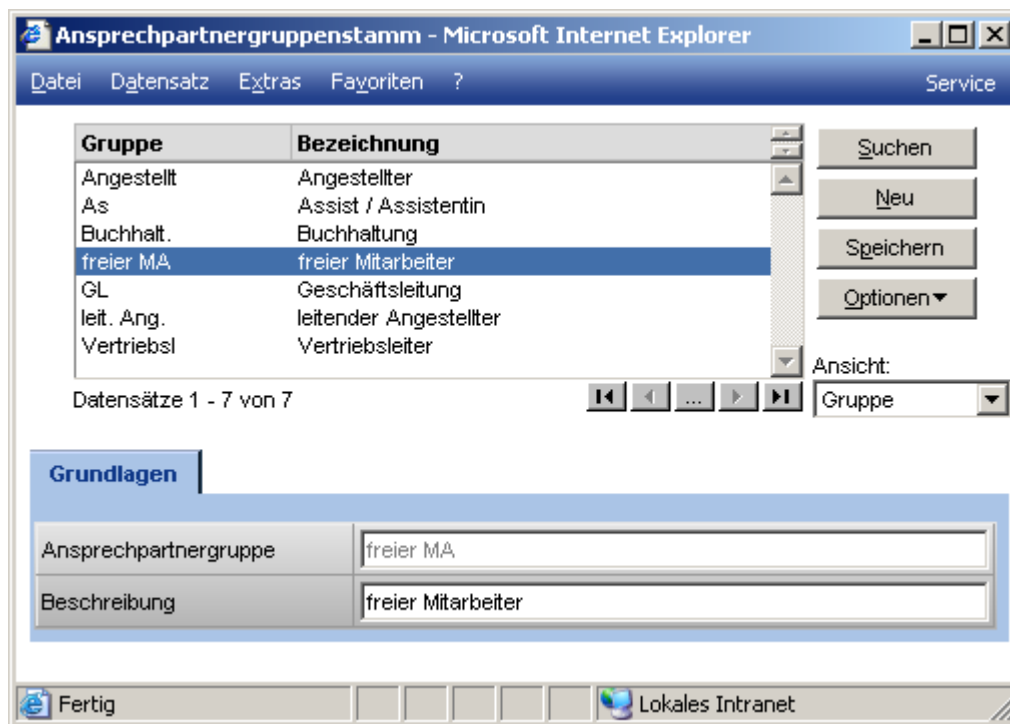 Ansprechpartnergruppenstamm - Microsoft Internet Explorer
Datei Datensatz Extras Favoriten ? Service
Gruppe Bezeichnung
Suchen
Angestellt Angestellter
As Assist / Assistentin
Neu
Buchhalt. Buchhaltung
freier MA freier Mitarbeiter
Speichern
GL Geschäftsleitung
leit. Ang. leitender Angestellter
Optionen
Vertriebsl Vertriebsleiter
Ansicht:
Datensätze 1 - 7 von 7 ... Gruppe
Grundlagen
Ansprechpartnergruppe freier MA
Beschreibung freier Mitarbeiter
Fertig Lokales Intranet